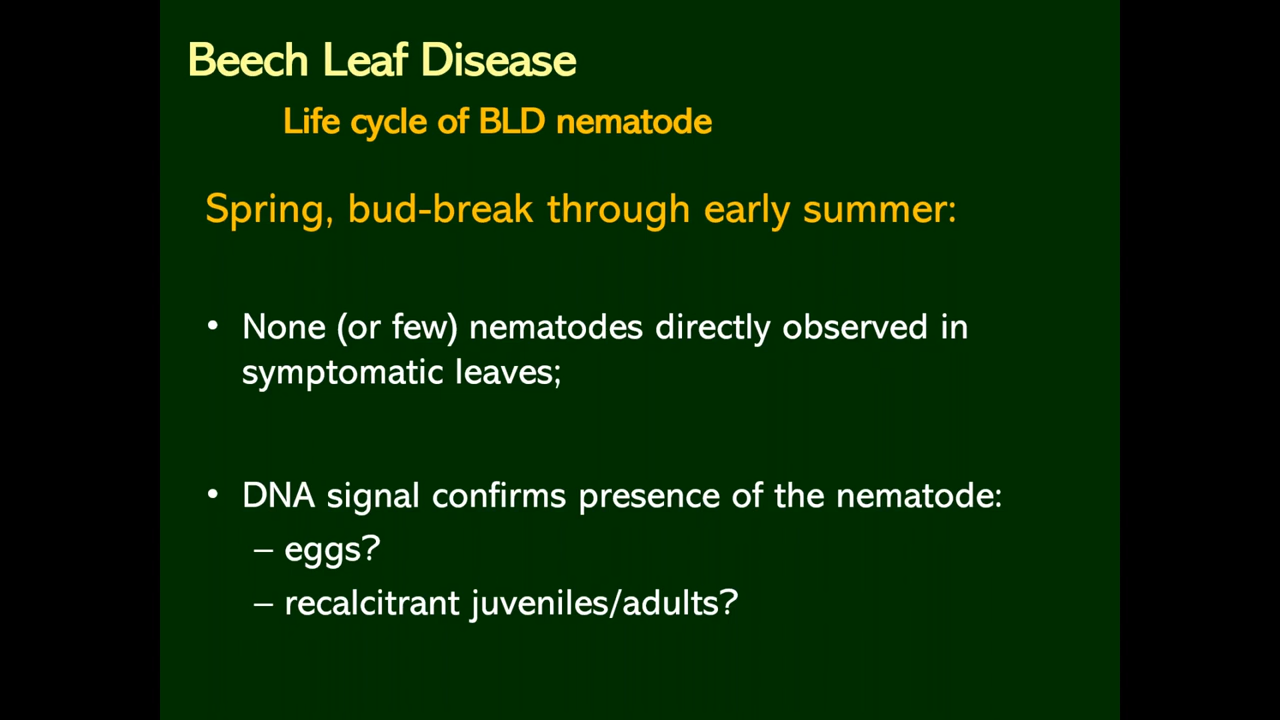 Beech Leaf Disease
Life cycle of BLD nematode
Spring, bud-break through early summer:
• None (or few) nematodes directly observed in
symptomatic leaves;
• DNA signal confirms presence of the nematode:
– eggs?
– recalcitrant juveniles/adults?